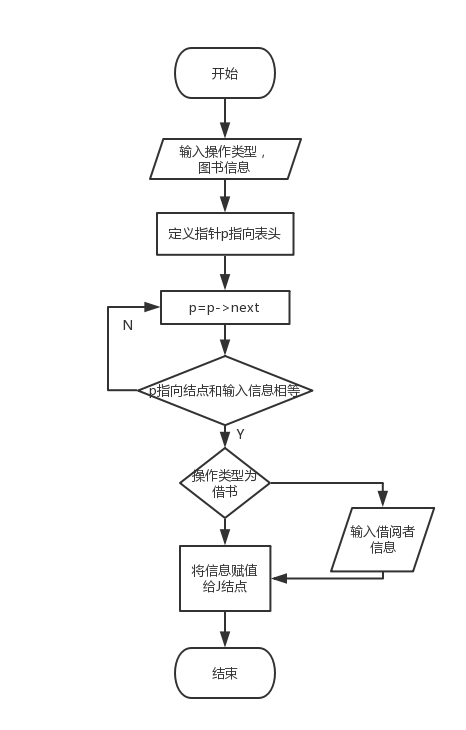 开始
输入操作类型，
图书信息
定义指针p指向表头
p=p->next
N
p指向结点和输入信息相等
Y
操作类型为
借书
输入借阅者
信息
将信息赋值
给J结点
结束